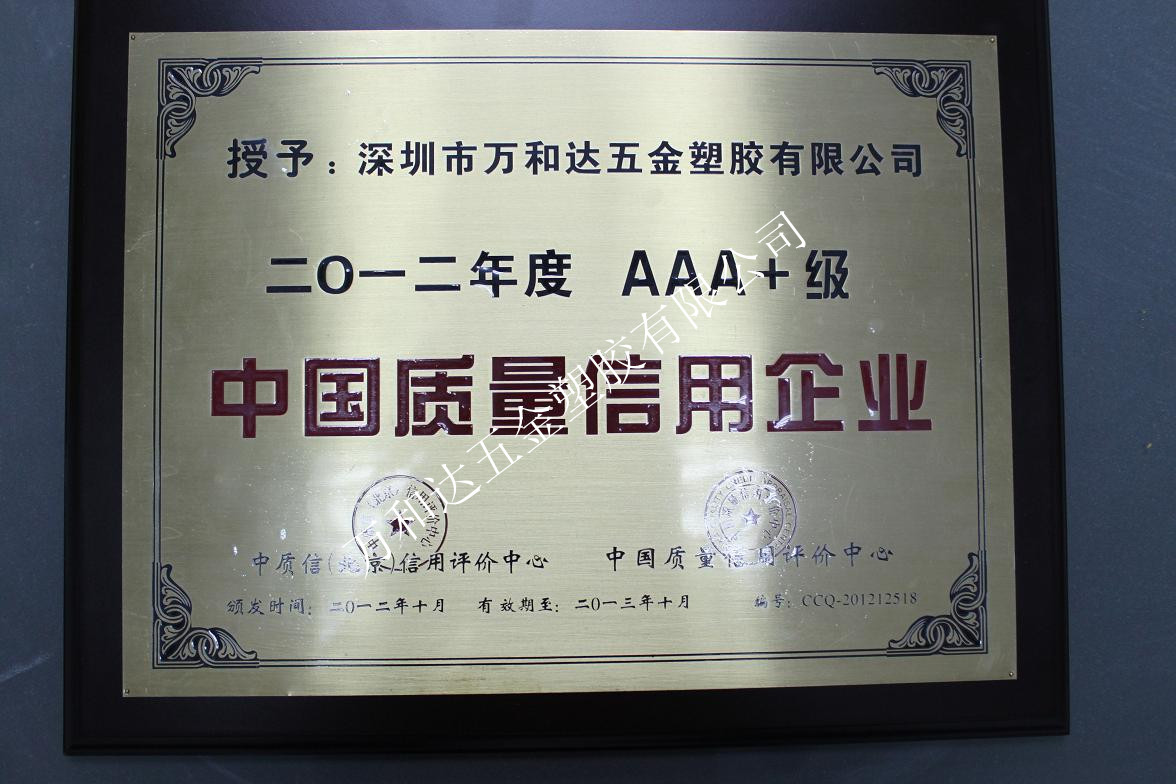 授予：深圳市万和达五金塑胶有限公司
二〇一二年度 AAA+级
中国质量信用企业
中质信(北京)信用评价中心 中国质量信用评价中心
颁发时间：二〇一二年十月 有效期至：二〇一三年十月 编号：CCQ-201212518
万和达五金塑胶有限公司